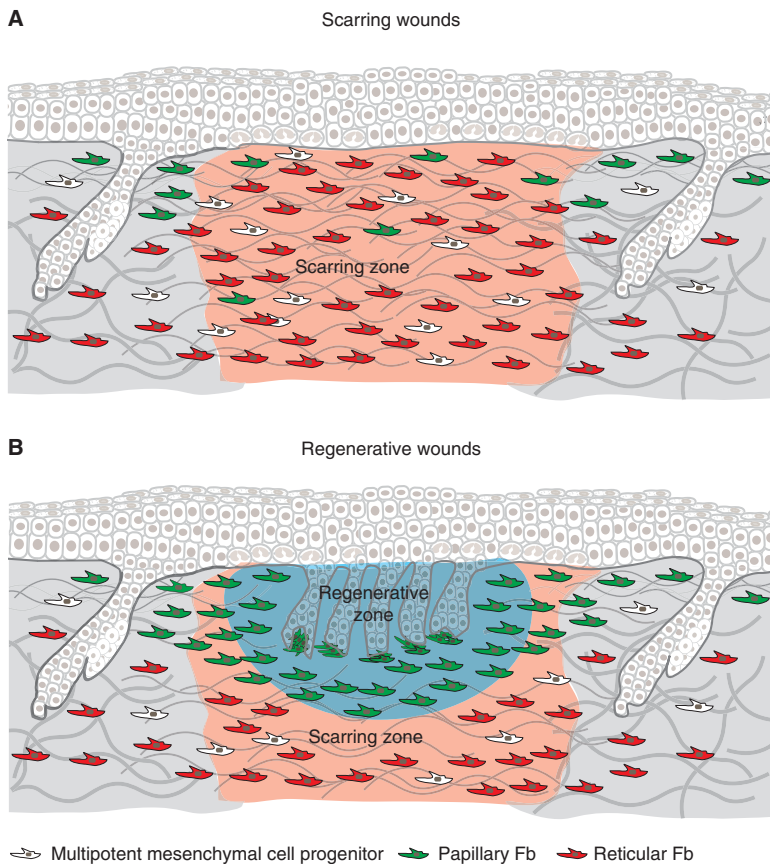 A
Scarring wounds
Scarring zone
B
Regenerative wounds
Regenerative
zone
Scarring zone
Multipotent mesenchymal cell progenitor Papillary Fb Reticular Fb